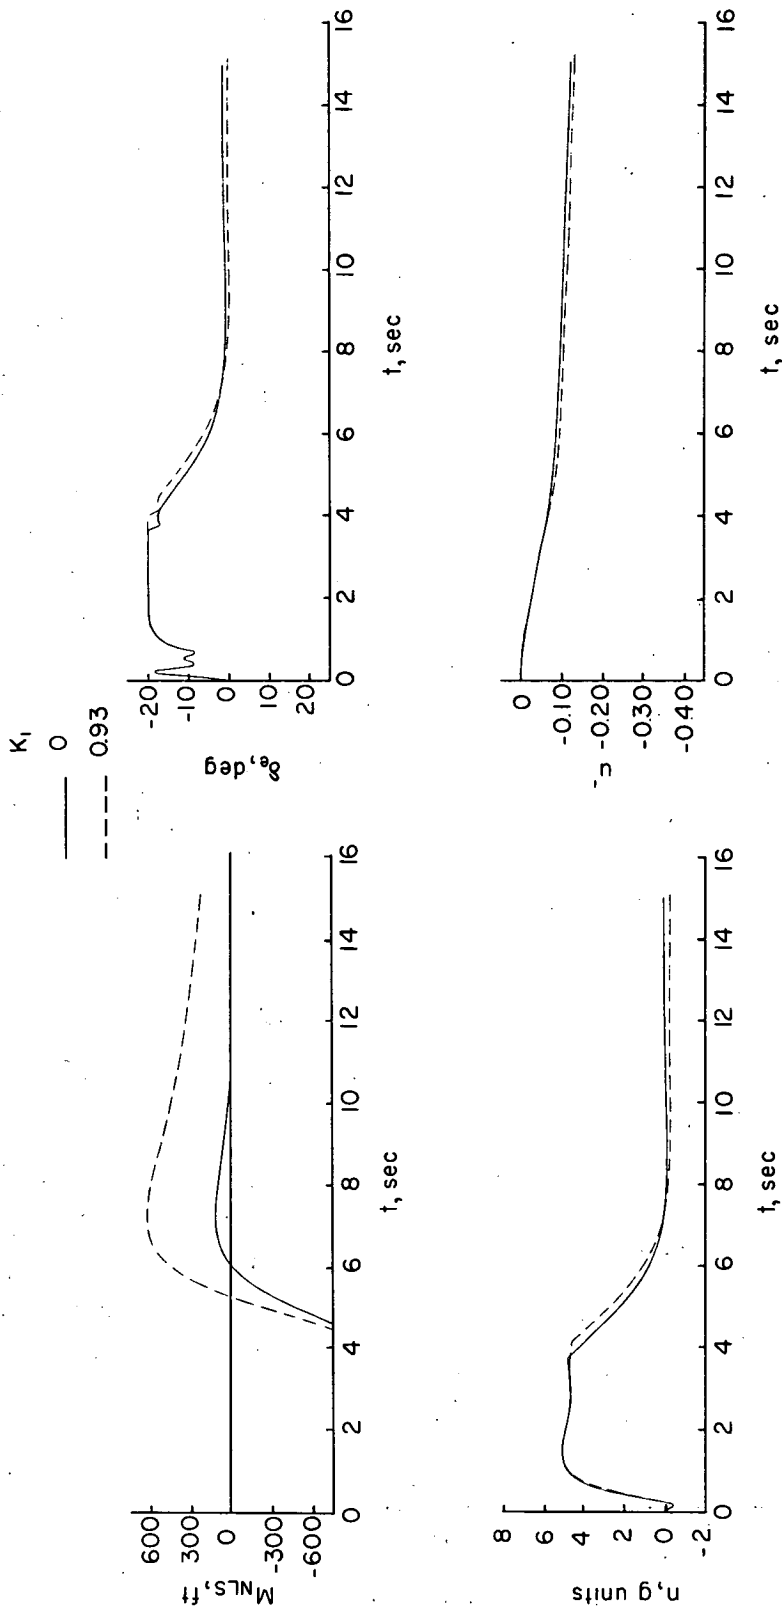 K₁
0
0.93
600
300
0
-300
-600
M_NLS, ft
0 2 4 6 8 10 12 14 16
t, sec
-20
-10
0
10
20
δe, deg
0 2 4 6 8 10 12 14 16
t, sec
8
6
4
2
0
-2
n, g units
0 2 4 6 8 10 12 14 16
t, sec
0
-0.10
-0.20
-0.30
-0.40
u,
0 2 4 6 8 10 12 14 16
t, sec